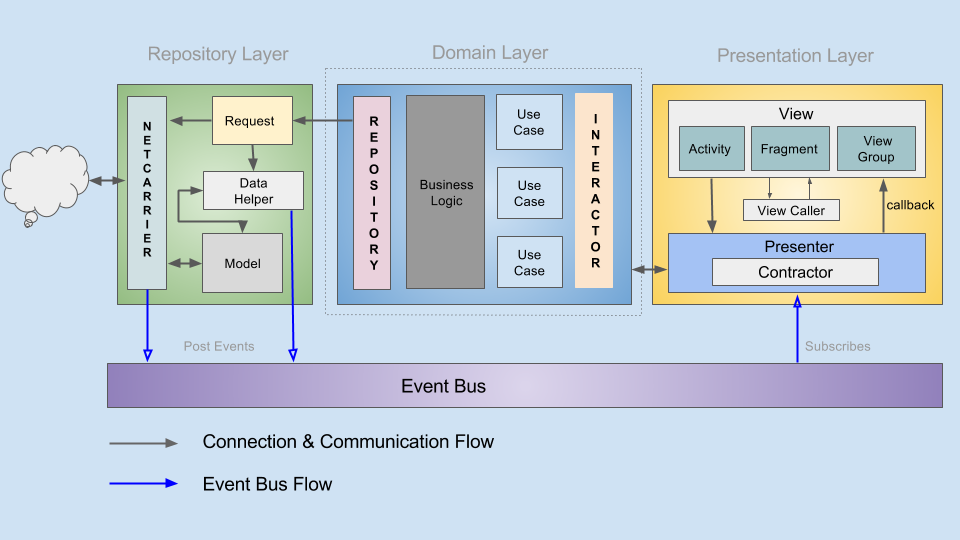 Repository Layer
Domain Layer
Presentation Layer
NETCARRIER
Request
Data
Helper
Model
REPOSITORY
Business
Logic
Use
Case
Use
Case
Use
Case
INTERACTOR
View
Activity
Fragment
View
Group
View Caller
callback
Presenter
Contractor
Post Events
Subscribes
Event Bus
Connection & Communication Flow
Event Bus Flow